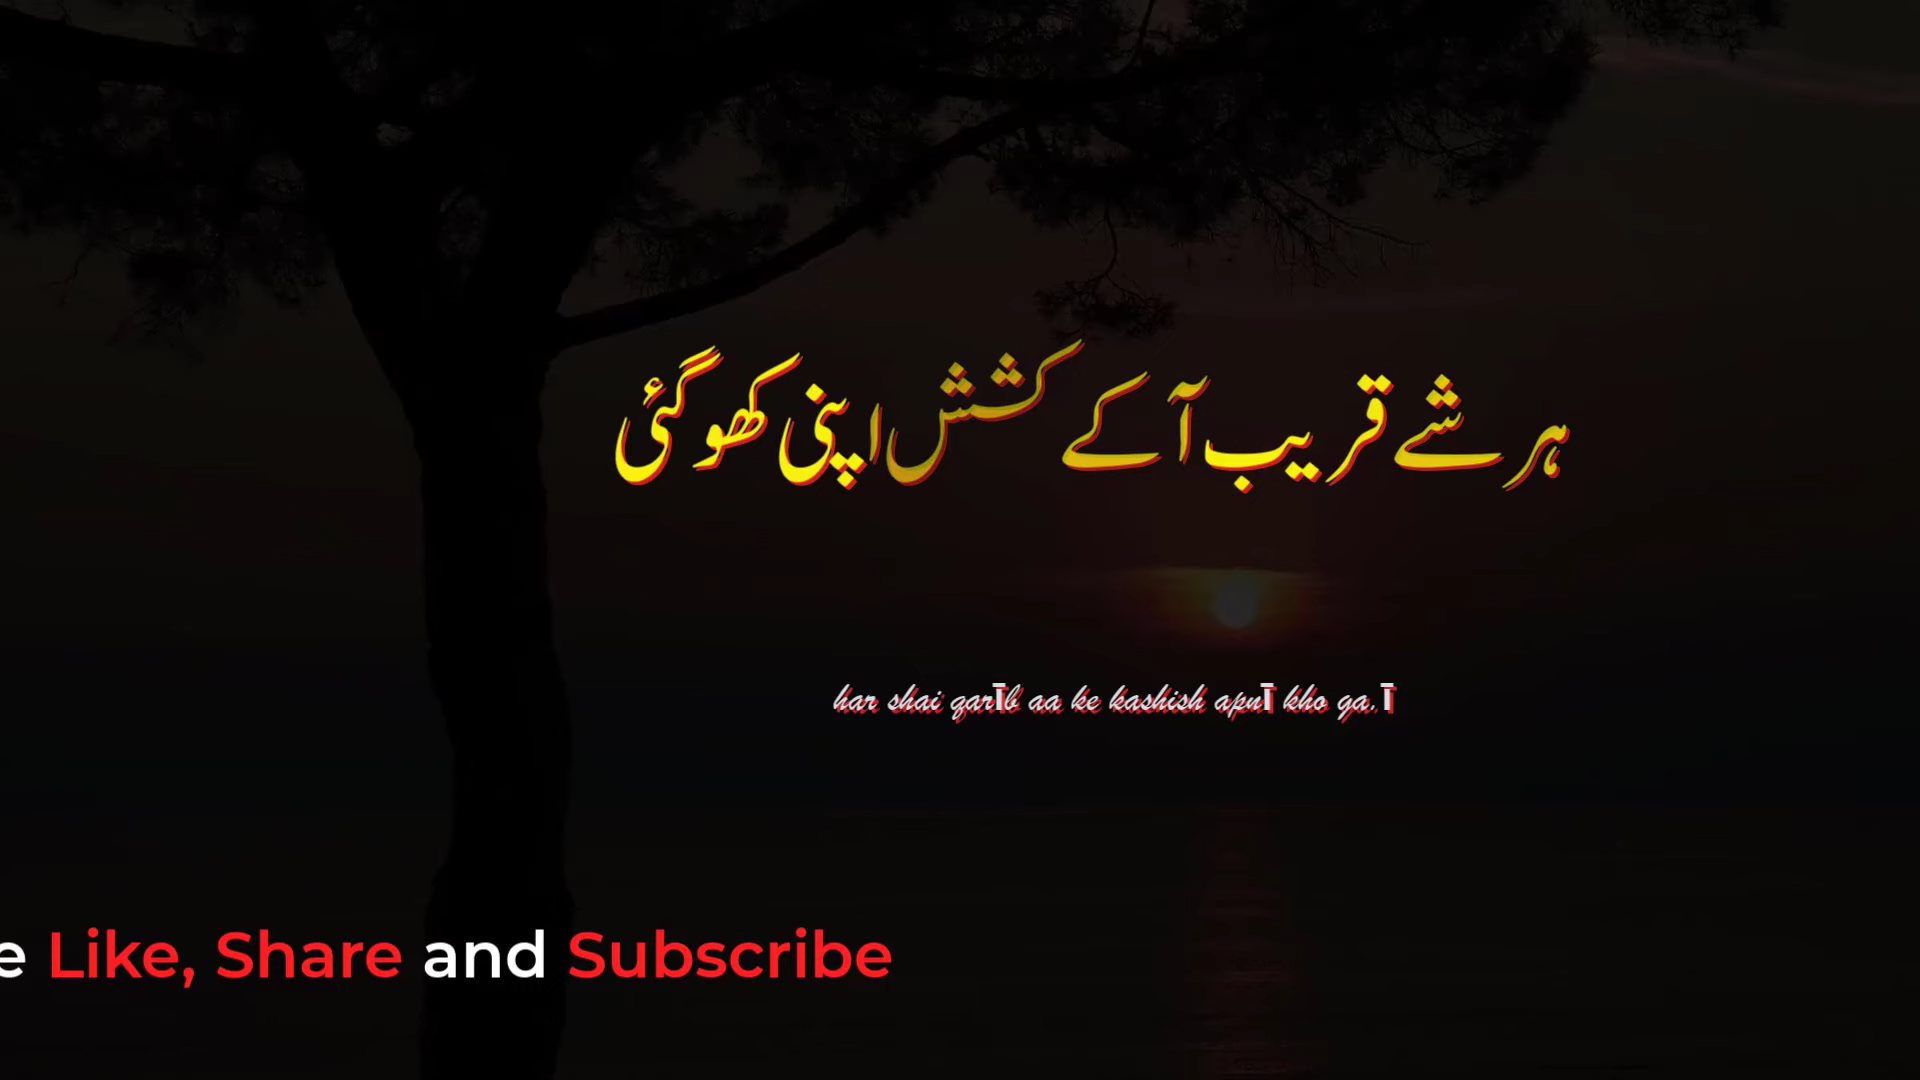 ہر شے قریب آ کے کشش اپنی کھو گئی
har shai qarīb aa ke kashish apnī kho ga.ī
e Like, Share and Subscribe